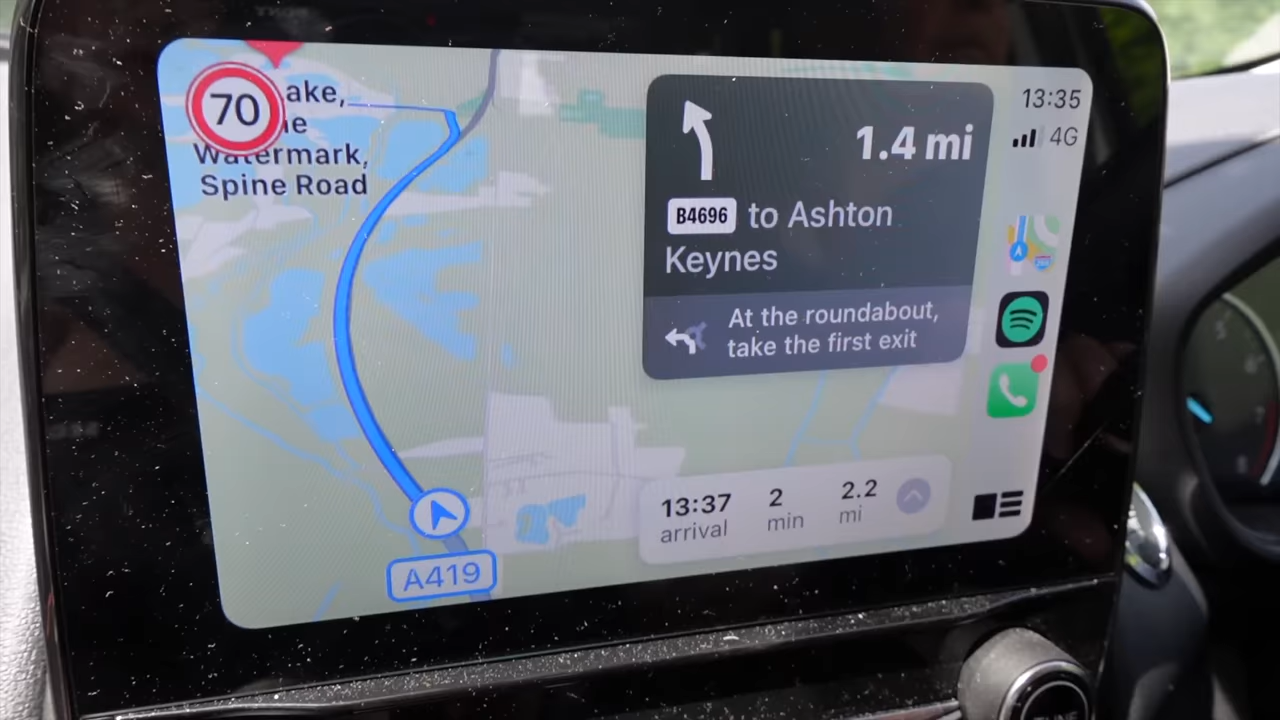 70
ake,
ie
Watermark,
Spine Road
1.4 mi
B4696 to Ashton
Keynes
At the roundabout,
take the first exit
13:35
4G
13:37 2 2.2
arrival min mi
A419